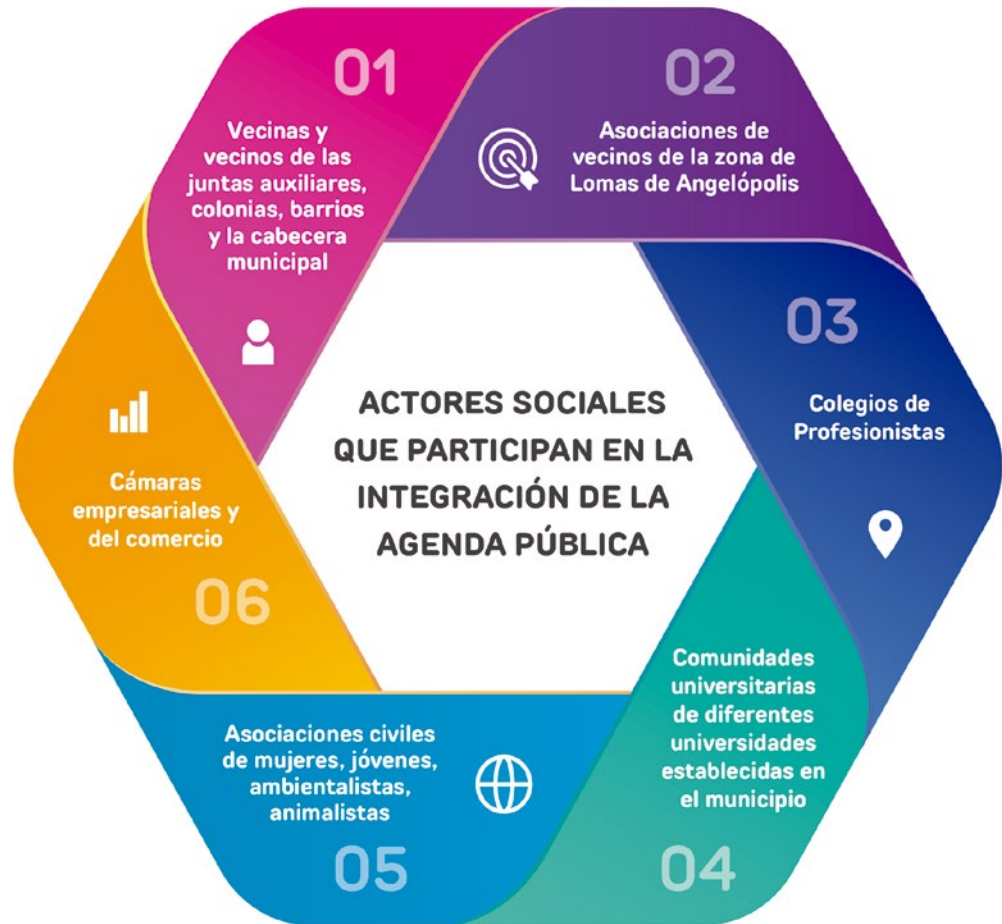 01
Vecinas y
vecinos de las
juntas auxiliares,
colonias, barrios
y la cabecera
municipal
02
Asociaciones de
vecinos de la zona de
Lomas de Angelópolis
03
Colegios de
Profesionistas
ACTORES SOCIALES
QUE PARTICIPAN EN LA
INTEGRACIÓN DE LA
AGENDA PÚBLICA
Comunidades
universitarias
de diferentes
universidades
establecidas en
el municipio
04
Asociaciones civiles
de mujeres, jóvenes,
ambientalistas,
animalistas
05
Cámaras
empresariales y
del comercio
06